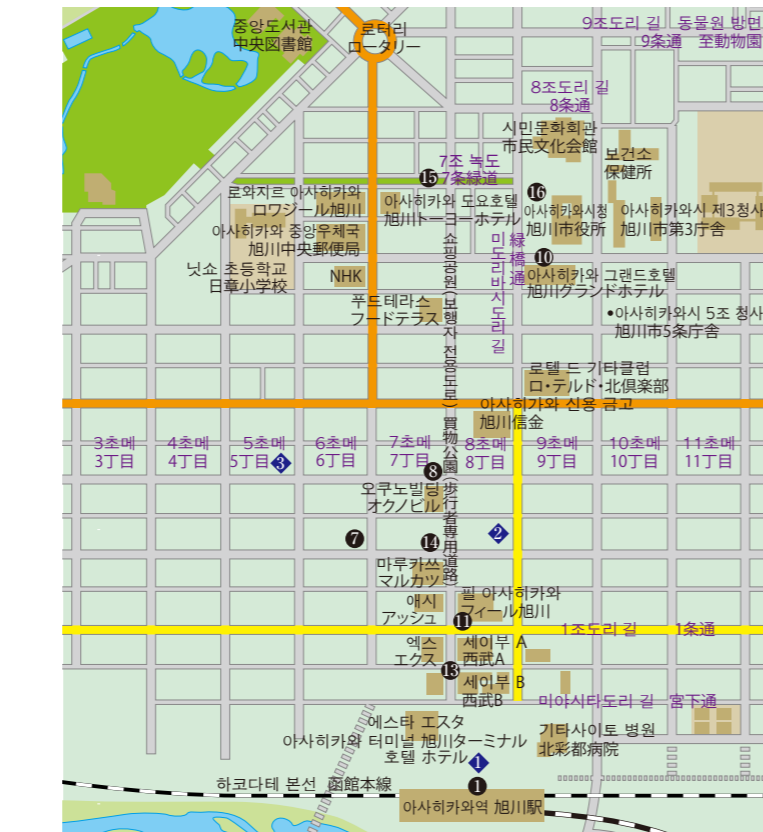 중앙도서관
中央図書館
로터리
ロータリー
9조도리 길 동물원 방면
9条通 至動物園
8조도리 길
8条通
시민문화회관
市民文化会館
보건소
保健所
7조 녹도
⑮ 7条緑道
⑯
로와지르 아사히카와
ロワジール旭川
아사히카와 도요호텔
旭川トーヨーホテル
아사히카와시청
旭川市役所
아사히카와시 제3청사
旭川市第3庁舎
아사히카와 중앙우체국
旭川中央郵便局
닛쇼 초등학교
日章小学校
NHK
푸드테라스
フードテラス
쇼핑공원(보행자 전용도로) 買物公園(歩行者専用道路)
미도리바시도리 길
緑橋通
⑩
아사히카와 그랜드호텔
旭川グランドホテル
•아사히카와시 5조 청사
旭川市5条庁舎
로텔 드 기타클럽
ロ・テルド・北倶楽部
아사히가와 신용 금고
旭川信金
3초메
3丁目
4초메
4丁目
5초메
5丁目 3
6초메
6丁目
7초메
7丁目
8초메
8丁目
9초메
9丁目
10초메
10丁目
11초메
11丁目
⑧
오쿠노빌딩
オクノビル
⑦
⑭
2
마루카쓰
マルカツ
애시
アッシュ
필 아사히카와
フィール旭川
⑪
1조도리 길 1条通
엑스
エクス
세이부 A
西武A
⑬
세이부 B
西武B
미야시타도리 길 宮下通
에스타 エスタ
아사히카와 터미널 旭川ターミナル
호텔 ホテル
1
기타사이토 병원
北彩都病院
하코다테 본선 函館本線
①
아사히카와역 旭川駅